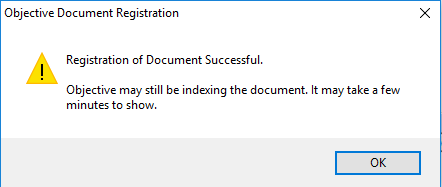 Objective Document Registration
Registration of Document Successful.
Objective may still be indexing the document. It may take a few
minutes to show.
OK